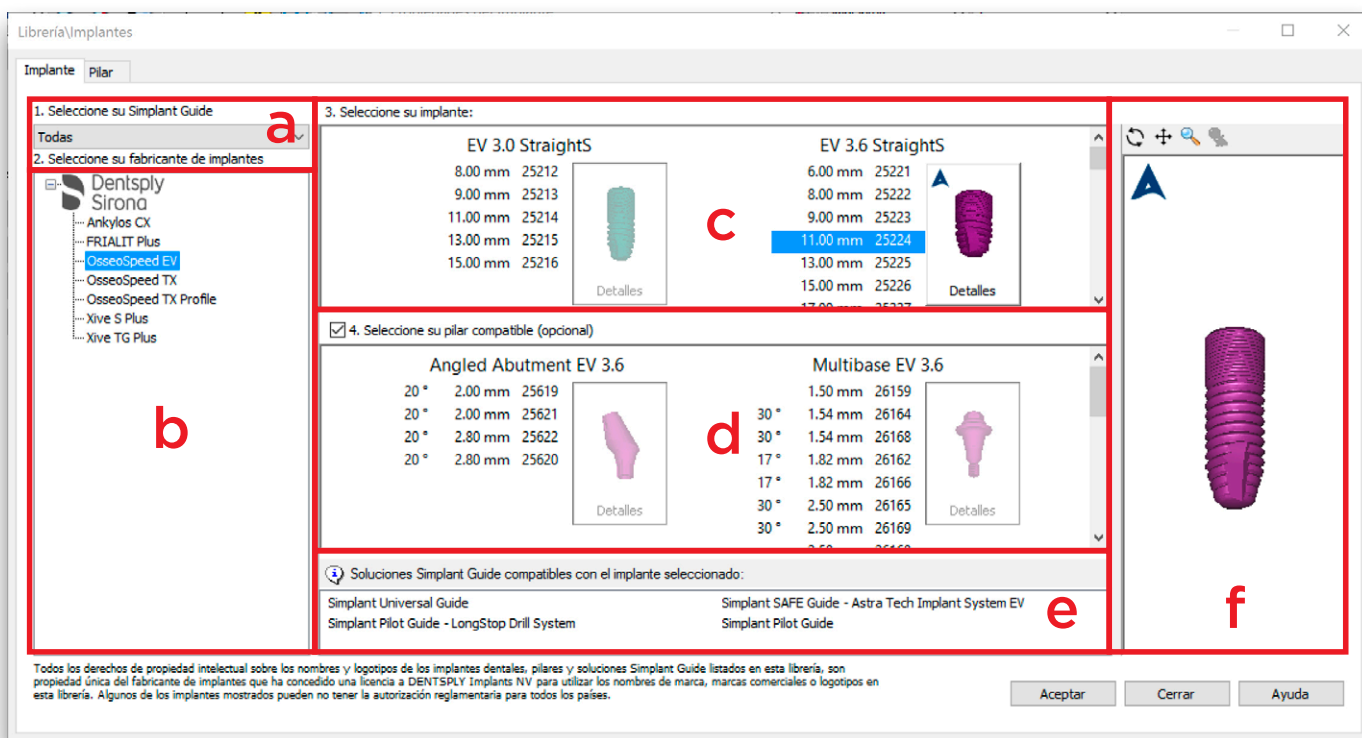 Librería\Implantes
Implante Pilar
1. Seleccione su Simplant Guide
a
Todas
2. Seleccione su fabricante de implantes
Dentsply
Sirona
Ankylos CX
FRIALIT Plus
OsseoSpeed EV
OsseoSpeed TX
OsseoSpeed TX Profile
Xive S Plus
Xive TG Plus
b
3. Seleccione su implante:
EV 3.0 StraightS
8.00 mm 25212
9.00 mm 25213
11.00 mm 25214
13.00 mm 25215
15.00 mm 25216
Detalles
c
EV 3.6 StraightS
6.00 mm 25221
8.00 mm 25222
9.00 mm 25223
11.00 mm 25224
13.00 mm 25225
15.00 mm 25226
17.00 mm 25227
Detalles
4. Seleccione su pilar compatible (opcional)
Angled Abutment EV 3.6
20 ° 2.00 mm 25619
20 ° 2.00 mm 25621
20 ° 2.80 mm 25622
20 ° 2.80 mm 25620
Detalles
d
Multibase EV 3.6
1.50 mm 26159
30 ° 1.54 mm 26164
30 ° 1.54 mm 26168
17 ° 1.82 mm 26162
17 ° 1.82 mm 26166
30 ° 2.50 mm 26165
30 ° 2.50 mm 26169
Detalles
Soluciones Simplant Guide compatibles con el implante seleccionado:
Simplant Universal Guide Simplant SAFE Guide - Astra Tech Implant System EV
Simplant Pilot Guide - LongStop Drill System Simplant Pilot Guide
e
f
Todos los derechos de propiedad intelectual sobre los nombres y logotipos de los implantes dentales, pilares y soluciones Simplant Guide listados en esta librería, son
propiedad única del fabricante de implantes que ha concedido una licencia a DENTSPLY Implants NV para utilizar los nombres de marca, marcas comerciales o logotipos en
esta librería. Algunos de los implantes mostrados pueden no tener la autorización reglamentaria para todos los países.
Aceptar Cerrar Ayuda